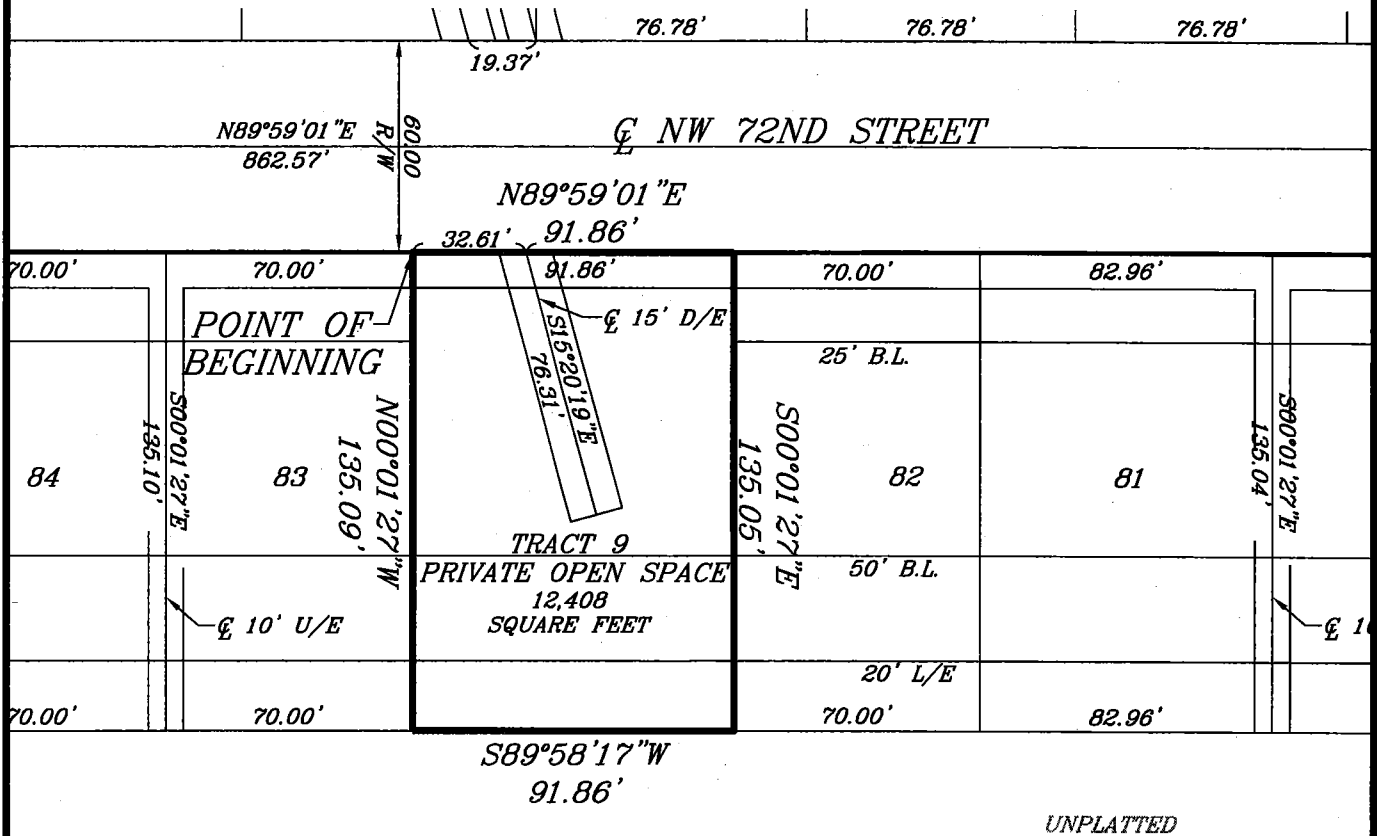 76.78' 76.78' 76.78'
19.37'
N89°59'01"E
862.57'
60.00
R/W
℄ NW 72ND STREET
N89°59'01"E
91.86'
32.61'
70.00' 70.00' 91.86' 70.00' 82.96'
POINT OF
BEGINNING
℄ 15' D/E
S15°20'19"E
76.31'
25' B.L.
S00°01'27"E
135.10'
N00°01'27"W
135.09'
S00°01'27"E
135.05'
S00°01'27"E
135.04'
84 83 82 81
TRACT 9
PRIVATE OPEN SPACE
12,408
SQUARE FEET
50' B.L.
℄ 10' U/E
℄ 1
20' L/E
70.00' 70.00' 70.00' 82.96'
S89°58'17"W
91.86'
UNPLATTED